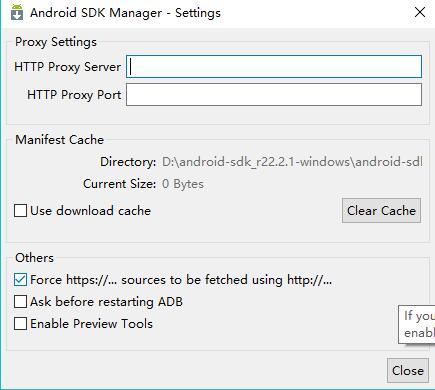 Android SDK Manager - Settings
Proxy Settings
HTTP Proxy Server
HTTP Proxy Port
Manifest Cache
Directory: D:\android-sdk_r22.2.1-windows\android-sdl
Current Size: 0 Bytes
Use download cache
Clear Cache
Others
Force https://... sources to be fetched using http://...
Ask before restarting ADB
Enable Preview Tools
If you
enabl
Close